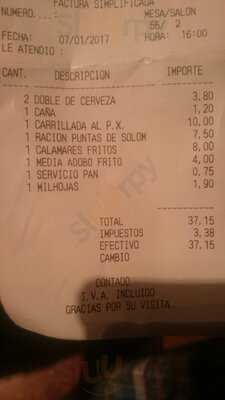 FACTURA SIMPLIFICADA
NUMERO....: MESA/SALON
55/ 2
FECHA: 07/01/2017 HORA: 16:00
LE ATENDIO :
CANT. DESCRIPCION IMPORTE
2 DOBLE DE CERVEZA 3,80
1 CAÑA 1,20
1 CARRILLADA AL P.X. 10,00
1 RACION PUNTAS DE SOLOM 7,50
1 CALAMARES FRITOS 8,00
1 MEDIA ADOBO FRITO 4,00
1 SERVICIO PAN 0,75
1 MILHOJAS 1,90
TOTAL 37,15
IMPUESTOS 3,38
EFECTIVO 37,15
CAMBIO
CONTADO
I.V.A. INCLUIDO
GRACIAS POR SU VISITA